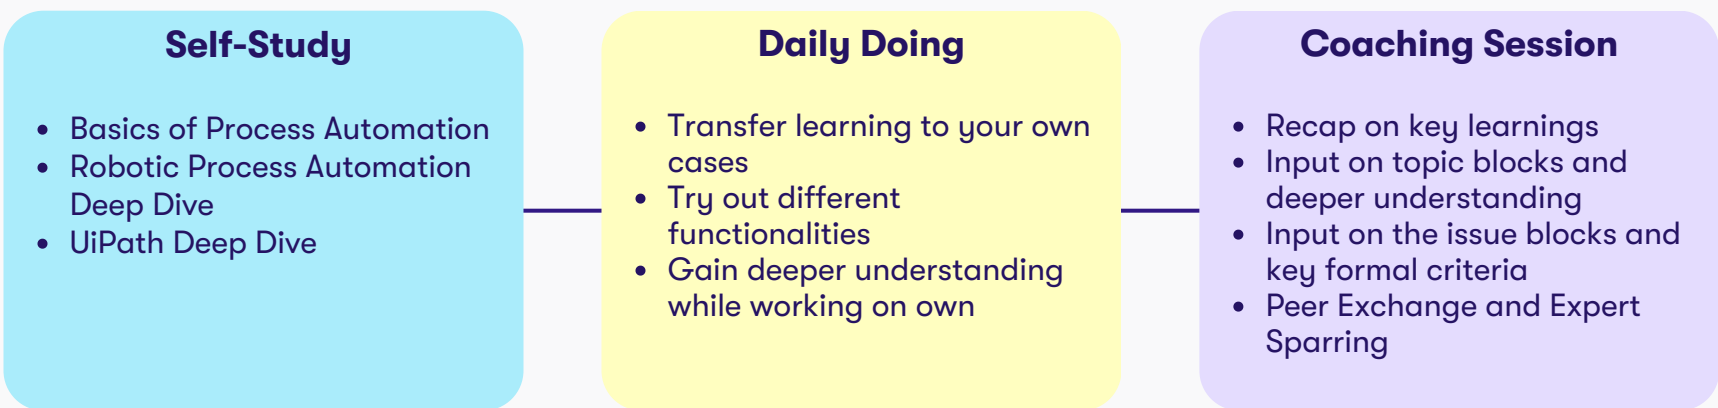 Self-Study
• Basics of Process Automation
• Robotic Process Automation
Deep Dive
• UiPath Deep Dive
Daily Doing
• Transfer learning to your own
cases
• Try out different
functionalities
• Gain deeper understanding
while working on own
Coaching Session
• Recap on key learnings
• Input on topic blocks and
deeper understanding
• Input on the issue blocks and
key formal criteria
• Peer Exchange and Expert
Sparring